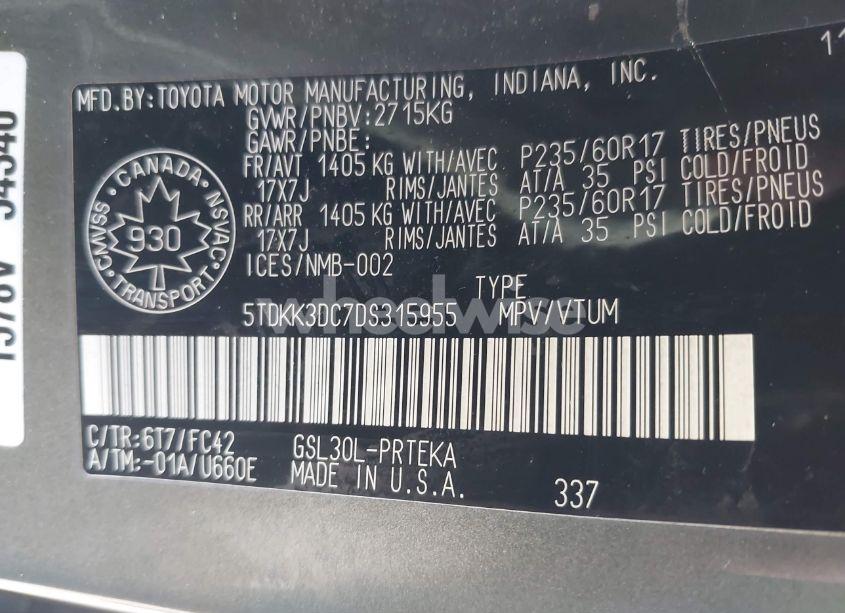 11
MFD.BY:TOYOTA MOTOR MANUFACTURING, INDIANA, INC.
GVWR/PNBV:2715KG
GAWR/PNBE:
FR/AVT 1405 KG WITH/AVEC P235/60R17 TIRES/PNEUS
17X7J RIMS/JANTES AT/A 35 PSI COLD/FROID
RR/ARR 1405 KG WITH/AVEC P235/60R17 TIRES/PNEUS
17X7J RIMS/JANTES AT/A 35 PSI COLD/FROID
ICES/NMB-002
CANADA
CMVSS NSVAC
930
TRANSPORT
TYPE
5TDKK3DC7DS315955 MPV/VTUM
wheelwise
C/TR:6T7/FC42 GSL30L-PRTEKA
A/TM:-01A/U660E MADE IN U.S.A.
337